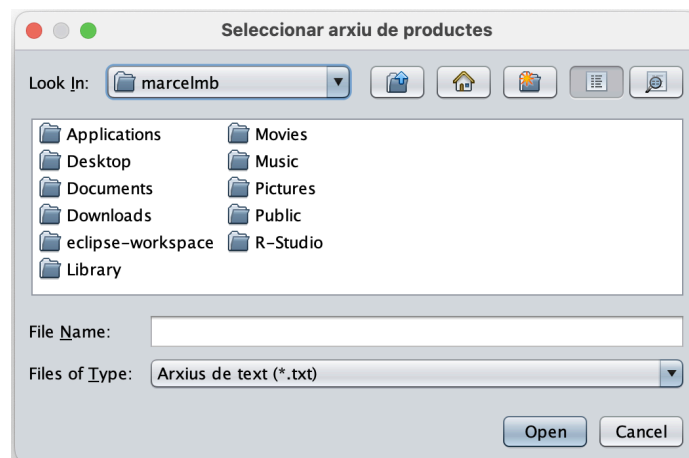 Seleccionar arxiu de productes
Look In: marcelmb
Applications
Desktop
Documents
Downloads
eclipse-workspace
Library
Movies
Music
Pictures
Public
R-Studio
File Name:
Files of Type: Arxius de text (*.txt)
Open Cancel